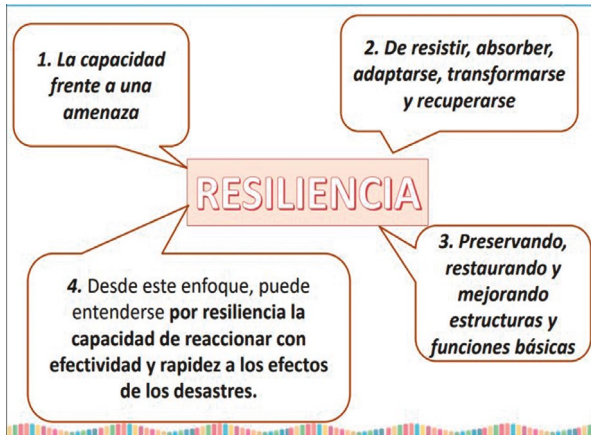 1. La capacidad
frente a una
amenaza
2. De resistir, absorber,
adaptarse, transformarse
y recuperarse
RESILIENCIA
3. Preservando,
restaurando y
mejorando
estructuras y
funciones básicas
4. Desde este enfoque, puede
entenderse por resiliencia la
capacidad de reaccionar con
efectividad y rapidez a los efectos
de los desastres.